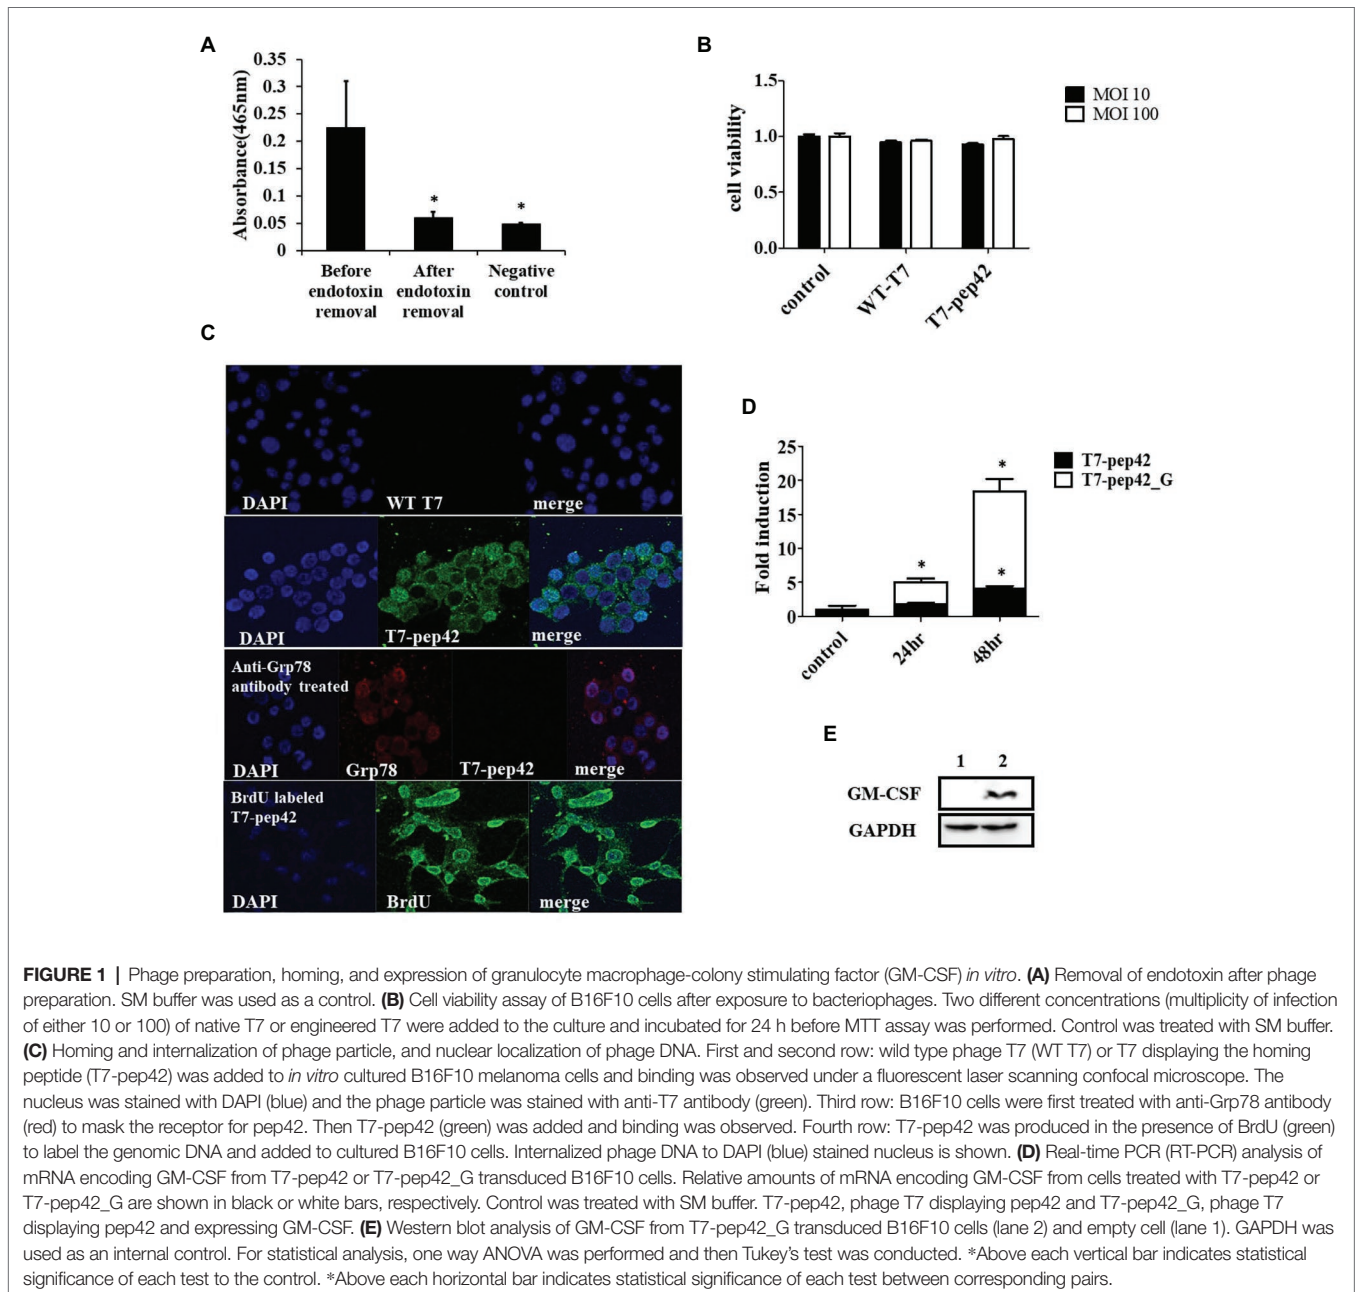 A
Absorbance(465nm)
0.35
0.3
0.25
0.2
0.15
0.1
0.05
0
*
*
Before endotoxin removal
After endotoxin removal
Negative control
B
cell viability
1.5
1.0
0.5
0.0
control
WT-T7
T7-pep42
MOI 10
MOI 100
C
DAPI
WT T7
merge
DAPI
T7-pep42
merge
Anti-Grp78
antibody treated
DAPI
Grp78
T7-pep42
merge
BrdU labeled
T7-pep42
DAPI
BrdU
merge
D
Fold induction
25
20
15
10
5
0
*
*
*
control
24hr
48hr
T7-pep42
T7-pep42_G
E
1 2
GM-CSF
GAPDH
FIGURE 1 | Phage preparation, homing, and expression of granulocyte macrophage-colony stimulating factor (GM-CSF) in vitro. (A) Removal of endotoxin after phage
preparation. SM buffer was used as a control. (B) Cell viability assay of B16F10 cells after exposure to bacteriophages. Two different concentrations (multiplicity of infection
of either 10 or 100) of native T7 or engineered T7 were added to the culture and incubated for 24 h before MTT assay was performed. Control was treated with SM buffer.
(C) Homing and internalization of phage particle, and nuclear localization of phage DNA. First and second row: wild type phage T7 (WT T7) or T7 displaying the homing
peptide (T7-pep42) was added to in vitro cultured B16F10 melanoma cells and binding was observed under a fluorescent laser scanning confocal microscope. The
nucleus was stained with DAPI (blue) and the phage particle was stained with anti-T7 antibody (green). Third row: B16F10 cells were first treated with anti-Grp78 antibody
(red) to mask the receptor for pep42. Then T7-pep42 (green) was added and binding was observed. Fourth row: T7-pep42 was produced in the presence of BrdU (green)
to label the genomic DNA and added to cultured B16F10 cells. Internalized phage DNA to DAPI (blue) stained nucleus is shown. (D) Real-time PCR (RT-PCR) analysis of
mRNA encoding GM-CSF from T7-pep42 or T7-pep42_G transduced B16F10 cells. Relative amounts of mRNA encoding GM-CSF from cells treated with T7-pep42 or
T7-pep42_G are shown in black or white bars, respectively. Control was treated with SM buffer. T7-pep42, phage T7 displaying pep42 and T7-pep42_G, phage T7
displaying pep42 and expressing GM-CSF. (E) Western blot analysis of GM-CSF from T7-pep42_G transduced B16F10 cells (lane 2) and empty cell (lane 1). GAPDH was
used as an internal control. For statistical analysis, one way ANOVA was performed and then Tukey's test was conducted. *Above each vertical bar indicates statistical
significance of each test to the control. *Above each horizontal bar indicates statistical significance of each test between corresponding pairs.